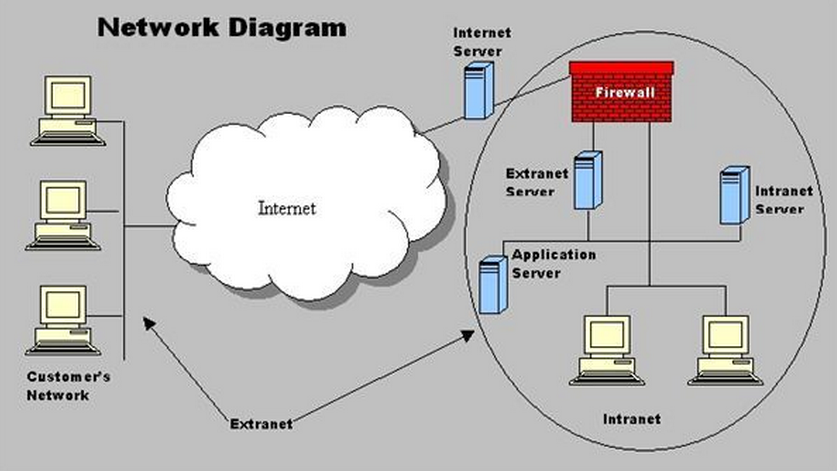 Network Diagram
Internet
Server
Firewall
Extranet
Server
Intranet
Server
Internet
Application
Server
Customer's
Network
Extranet
Intranet